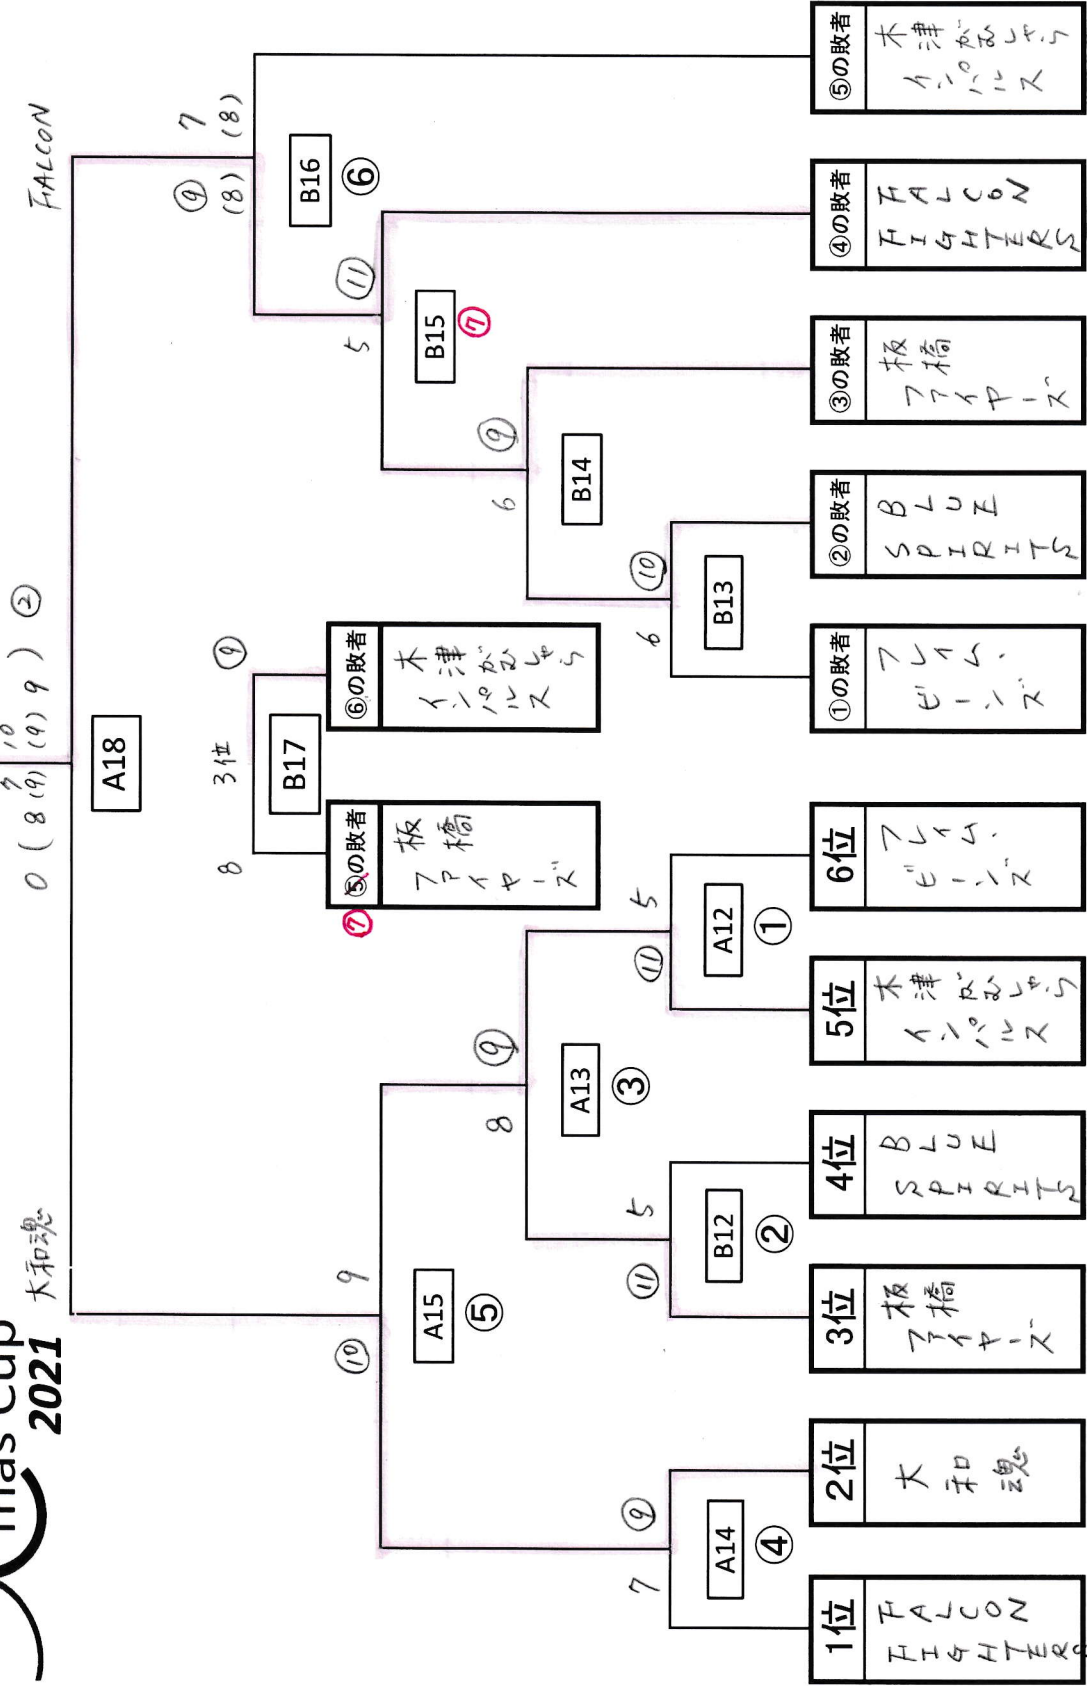 mas Cup
2021
大和魂
FALCON
0 ( 8 7 10 9 ) ②
(9) (9)
A18
⑨ 7
(8) (8)
B16
⑥
8 3位 ⑨
B17
⑦ ⑤の敗者
板橋
ファイヤーズ
⑥の敗者
木津がむしゃら
インパルス
5 ⑪
B15
⑦
⑩ 9
A15
⑤
8 ⑨
A13
③
6 ⑨
B14
7 ⑨
A14
④
⑪ 5
B12
②
⑪ 5
A12
①
6 ⑩
B13
1位
FALCON
FIGHTERS
2位
大和魂
3位
板橋
ファイヤーズ
4位
BLUE
SPIRITS
5位
木津がむしゃら
インパルス
6位
フレイム・
ビーンズ
①の敗者
フレイム・
ビーンズ
②の敗者
BLUE
SPIRITS
③の敗者
板橋
ファイヤーズ
④の敗者
FALCON
FIGHTERS
⑤の敗者
木津がむしゃら
インパルス